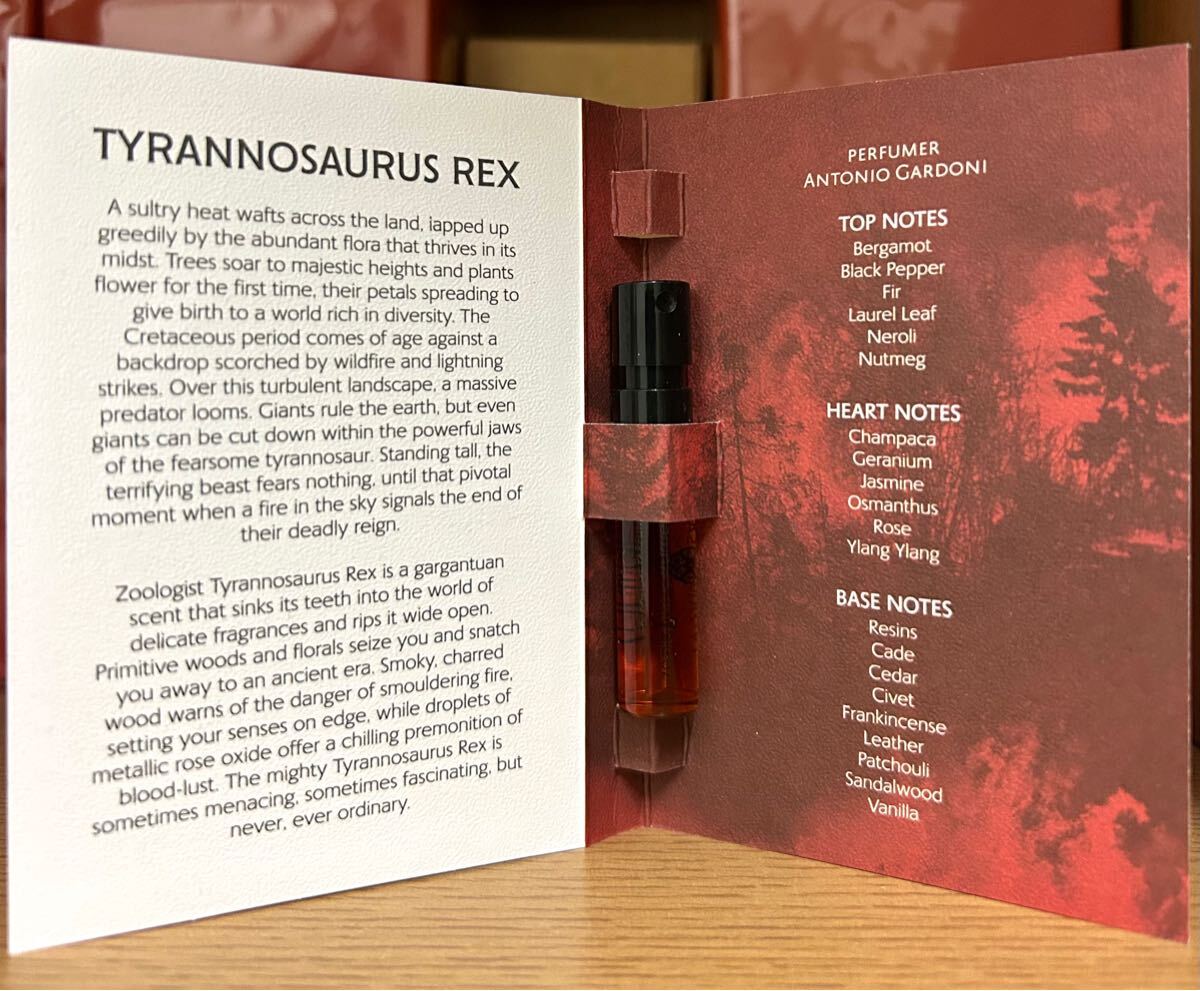 TYRANNOSAURUS REX
A sultry heat wafts across the land, lapped up
greedily by the abundant flora that thrives in its
midst. Trees soar to majestic heights and plants
flower for the first time, their petals spreading to
give birth to a world rich in diversity. The
Cretaceous period comes of age against a
backdrop scorched by wildfire and lightning
strikes. Over this turbulent landscape, a massive
predator looms. Giants rule the earth, but even
giants can be cut down within the powerful jaws
of the fearsome tyrannosaur. Standing tall, the
terrifying beast fears nothing, until that pivotal
moment when a fire in the sky signals the end of
their deadly reign.
Zoologist Tyrannosaurus Rex is a gargantuan
scent that sinks its teeth into the world of
delicate fragrances and rips it wide open.
Primitive woods and florals seize you and snatch
you away to an ancient era. Smoky, charred
wood warns of the danger of smouldering fire,
setting your senses on edge, while droplets of
metallic rose oxide offer a chilling premonition of
blood-lust. The mighty Tyrannosaurus Rex is
sometimes menacing, sometimes fascinating, but
never, ever ordinary.
PERFUMER
ANTONIO GARDONI
TOP NOTES
Bergamot
Black Pepper
Fir
Laurel Leaf
Neroli
Nutmeg
HEART NOTES
Champaca
Geranium
Jasmine
Osmanthus
Rose
Ylang Ylang
BASE NOTES
Resins
Cade
Cedar
Civet
Frankincense
Leather
Patchouli
Sandalwood
Vanilla